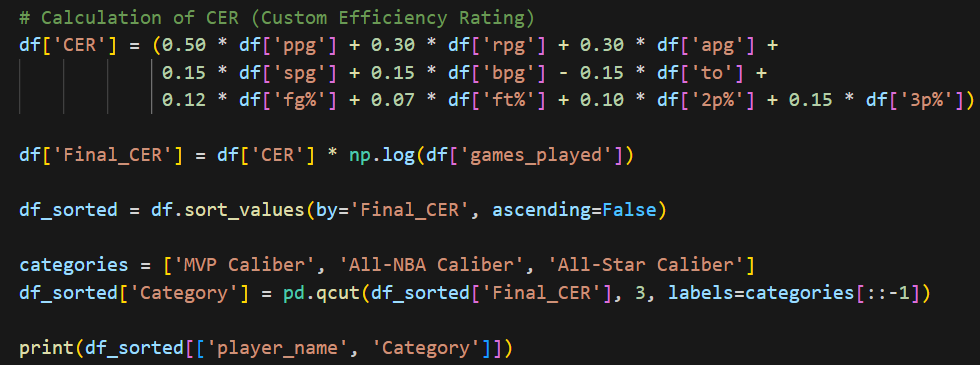 # Calculation of CER (Custom Efficiency Rating)
df['CER'] = (0.50 * df['ppg'] + 0.30 * df['rpg'] + 0.30 * df['apg'] +
0.15 * df['spg'] + 0.15 * df['bpg'] - 0.15 * df['to'] +
0.12 * df['fg%'] + 0.07 * df['ft%'] + 0.10 * df['2p%'] + 0.15 * df['3p%'])
df['Final_CER'] = df['CER'] * np.log(df['games_played'])
df_sorted = df.sort_values(by='Final_CER', ascending=False)
categories = ['MVP Caliber', 'All-NBA Caliber', 'All-Star Caliber']
df_sorted['Category'] = pd.qcut(df_sorted['Final_CER'], 3, labels=categories[::-1])
print(df_sorted[['player_name', 'Category']])